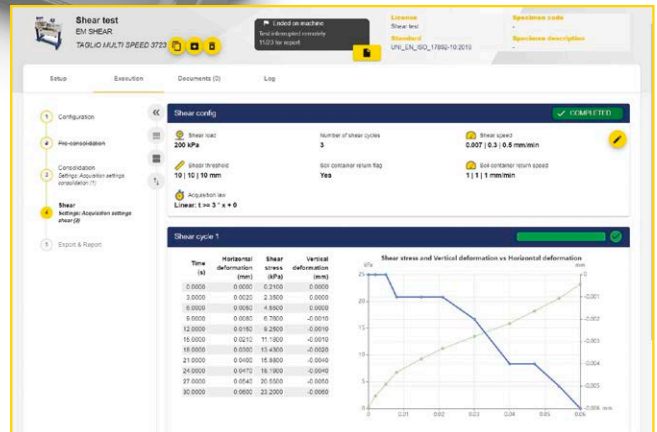 Shear test
EM SHEAR
TAGLIO MULTI SPEED 3723
Ended on machine
Test interrupted remotely
11/23 for report
License
Shear test
Standard
UNI_EN_ISO_17892-10:2019
Specimen code
-
Specimen description
-
Setup
Execution
Documents (0)
Log
1 Configuration
Pre-consolidation
3 Consolidation
Settings: Acquisition settings
consolidation (1)
4 Shear
Settings: Acquisition settings
shear (2)
5 Export & Report
Shear config
COMPLETED
Shear load
200 kPa
Number of shear cycles
3
Shear speed
0.007 | 0.3 | 0.5 mm/min
Shear threshold
10 | 10 | 10 mm
Soil container return flag
Yes
Soil container return speed
1 | 1 | 1 mm/min
Acquisition law
Linear: t >= 3 * x + 0
Shear cycle 1
Time (s) Horizontal deformation (mm) Shear stress (kPa) Vertical deformation (mm)
0.0000 0.0000 0.2100 0.0000
3.0000 0.0020 2.3500 0.0000
6.0000 0.0050 4.5500 0.0000
9.0000 0.0080 6.7600 -0.0010
12.0000 0.0150 9.2500 -0.0010
15.0000 0.0210 11.1900 -0.0010
18.0000 0.0300 13.4300 -0.0020
21.0000 0.0400 15.8800 -0.0040
24.0000 0.0470 18.1900 -0.0040
27.0000 0.0540 20.5500 -0.0050
30.0000 0.0600 23.2000 -0.0060
Shear stress and Vertical deformation vs Horizontal deformation
kPa
mm
25
20
15
10
5
0
0
-0.001
-0.002
-0.003
-0.004
-0.005
-0.006 mm
0 0.01 0.02 0.03 0.04 0.05 0.06